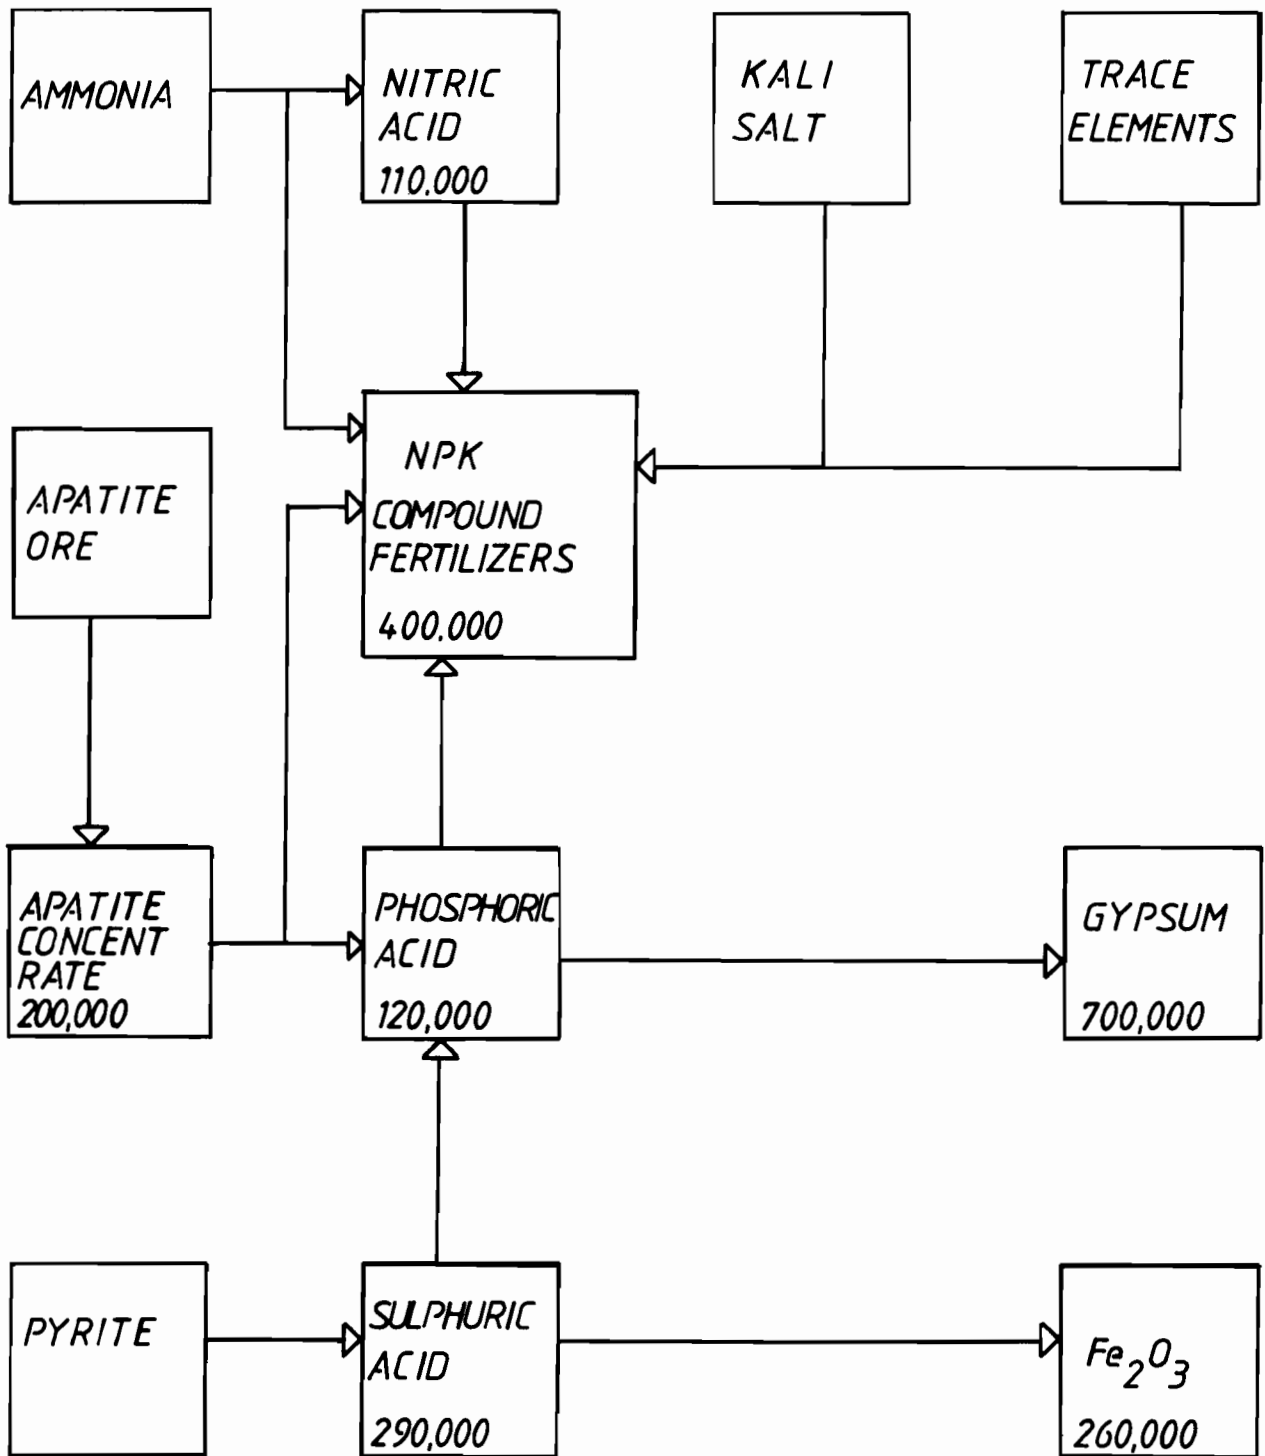 AMMONIA
NITRIC
ACID
110,000
KALI
SALT
TRACE
ELEMENTS
APATITE
ORE
NPK
COMPOUND
FERTILIZERS
400,000
APATITE
CONCENT
RATE
200,000
PHOSPHORIC
ACID
120,000
GYPSUM
700,000
PYRITE
SULPHURIC
ACID
290,000
Fe₂O₃
260,000